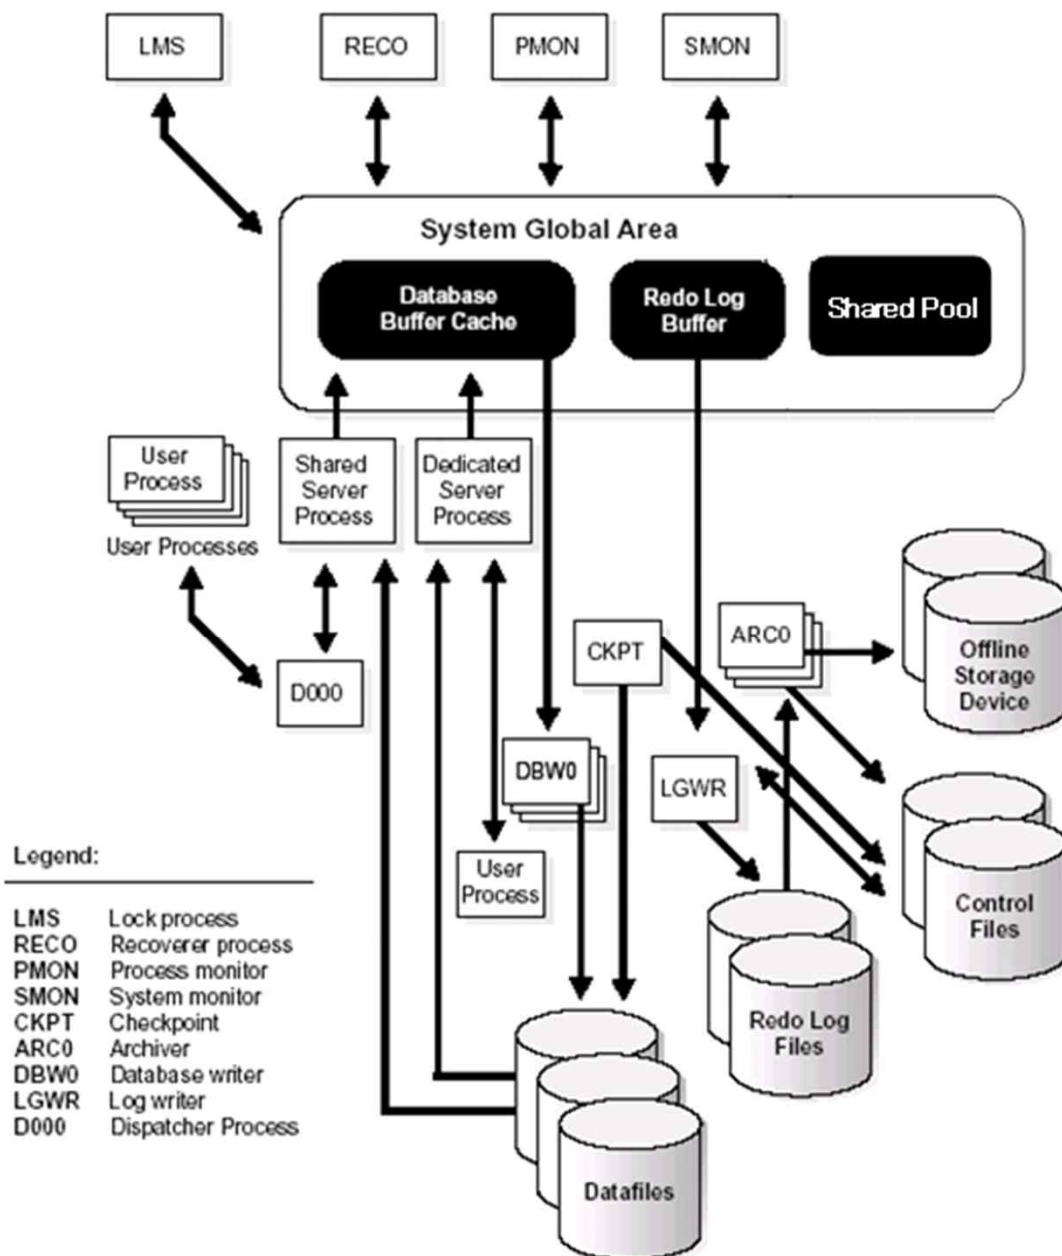 LMS
RECO
PMON
SMON
System Global Area
Database
Buffer Cache
Redo Log
Buffer
Shared Pool
User
Process
User Processes
Shared
Server
Process
Dedicated
Server
Process
D000
CKPT
ARC0
Offline
Storage
Device
DBW0
LGWR
User
Process
Control
Files
Redo Log
Files
Datafiles
Legend:
LMS Lock process
RECO Recoverer process
PMON Process monitor
SMON System monitor
CKPT Checkpoint
ARC0 Archiver
DBW0 Database writer
LGWR Log writer
D000 Dispatcher Process